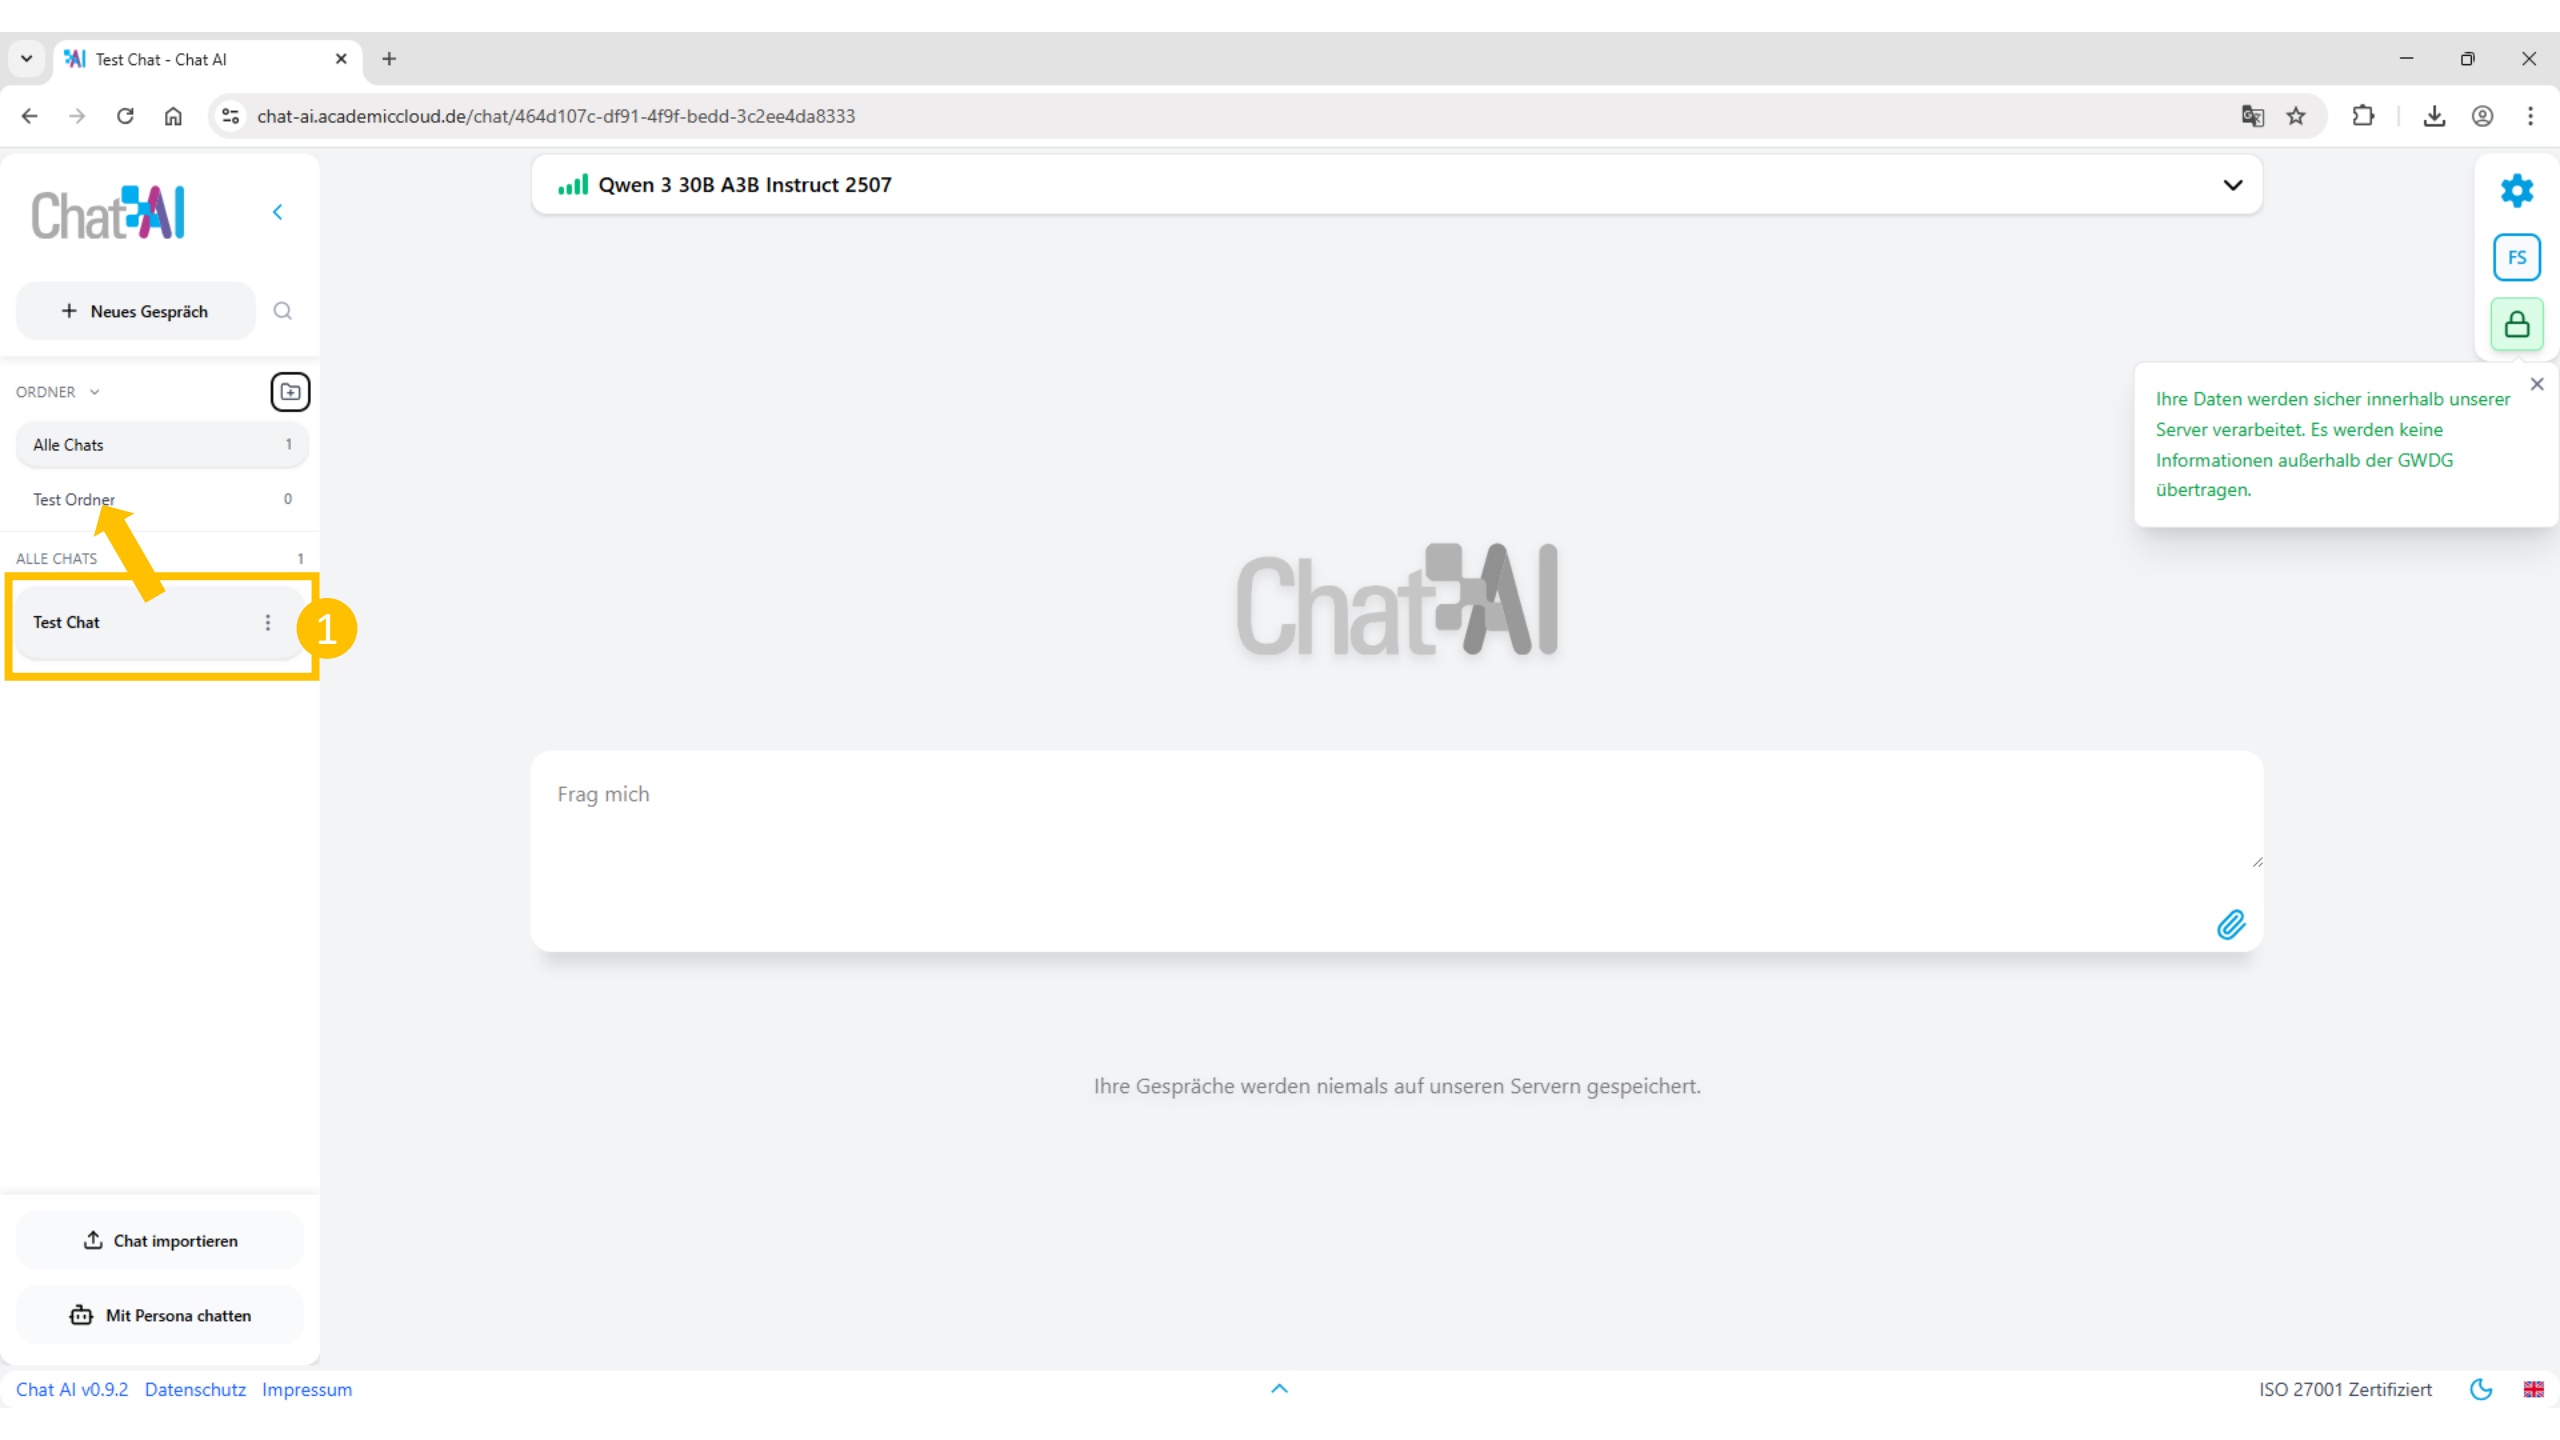 Test Chat - Chat AI
chat-ai.academiccloud.de/chat/464d107c-df91-4f9f-bedd-3c2ee4da8333
Chat AI
Neues Gespräch
ORDNER
Alle Chats 1
Test Ordner 0
ALLE CHATS 1
Test Chat
1
Chat importieren
Mit Persona chatten
Qwen 3 30B A3B Instruct 2507
Chat AI
Frag mich
Ihre Gespräche werden niemals auf unseren Servern gespeichert.
FS
Ihre Daten werden sicher innerhalb unserer
Server verarbeitet. Es werden keine
Informationen außerhalb der GWDG
übertragen.
Chat AI v0.9.2 Datenschutz Impressum
ISO 27001 Zertifiziert